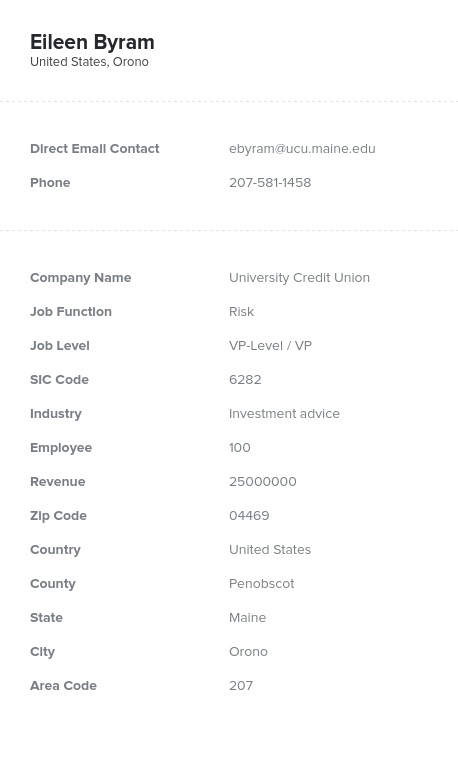 Eileen Byram
United States, Orono
Direct Email Contact ebyram@ucu.maine.edu
Phone 207-581-1458
Company Name University Credit Union
Job Function Risk
Job Level VP-Level / VP
SIC Code 6282
Industry Investment advice
Employee 100
Revenue 25000000
Zip Code 04469
Country United States
County Penobscot
State Maine
City Orono
Area Code 207